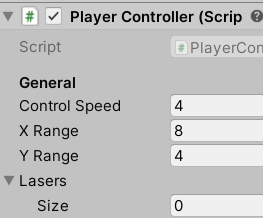 Player Controller (Scrip
Script PlayerCon
General
Control Speed 4
X Range 8
Y Range 4
Lasers
Size 0